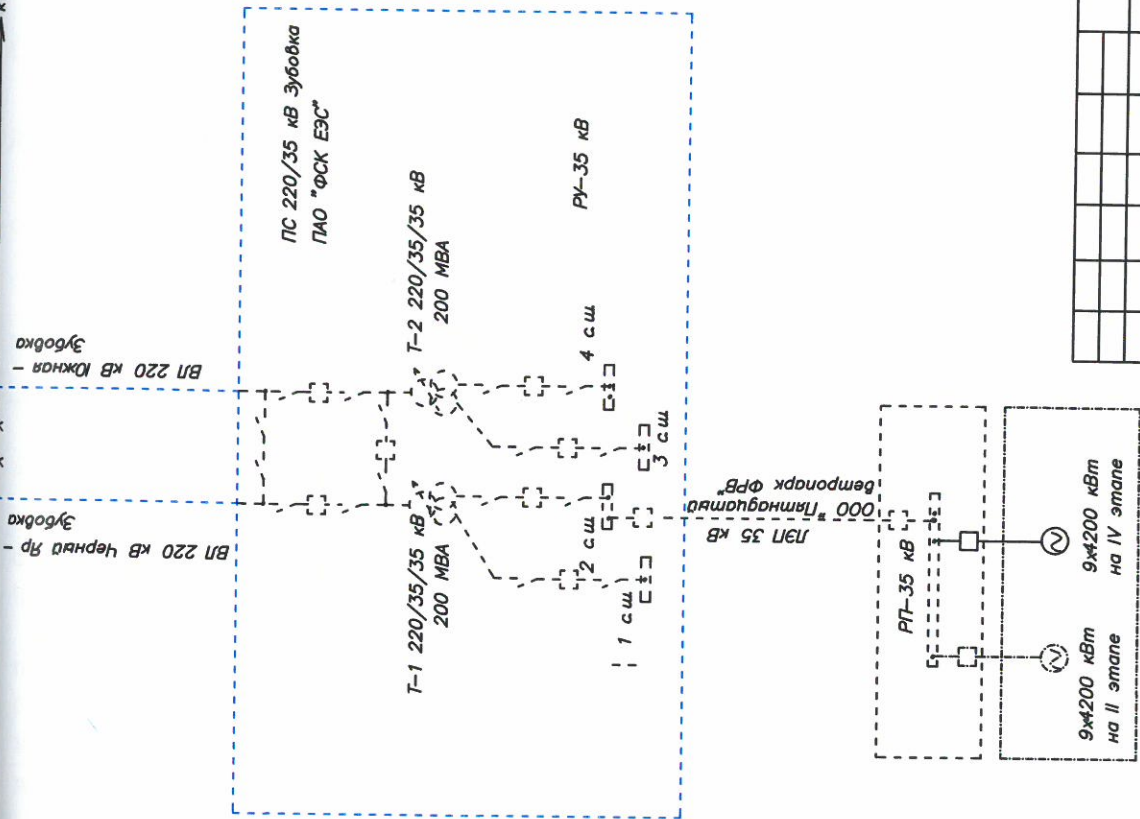 ВЛ 220 кВ Черный Яр -
Зубовка
ВЛ 220 кВ Южная -
Зубовка
ПС 220/35 кВ Зубовка
ПАО "ФСК ЕЭС"
Т-1 220/35/35 кВ
200 МВА
Т-2 220/35/35 кВ
200 МВА
РУ-35 кВ
1 с.ш
2 с.ш
3 с.ш
4 с.ш
ЛЭП 35 кВ
ООО "Пятнадцатый
Ветропарк ФРВ"
РП-35 кВ
9х4200 кВт
на II этапе
9х4200 кВт
на IV этапе